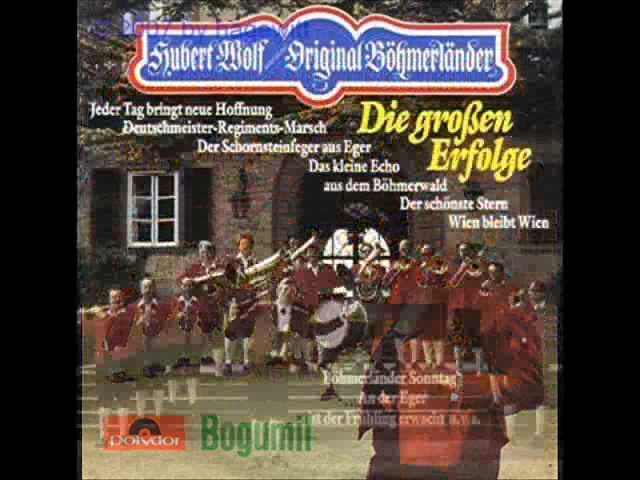 © 2007 by
Hubert Wolf Original Böhmerländer
Jeder Tag bringt neue Hoffnung
Deutschmeister-Regiments-Marsch
Der Schornsteinfeger aus Eger
Das kleine Echo
aus dem Böhmerwald
Der schönste Stern
Wien bleibt Wien
Die großen
Erfolge
Böhmerländer Sonntag
An der Eger
ist der Frühling erwacht u.v.a.
polydor
Bogumil